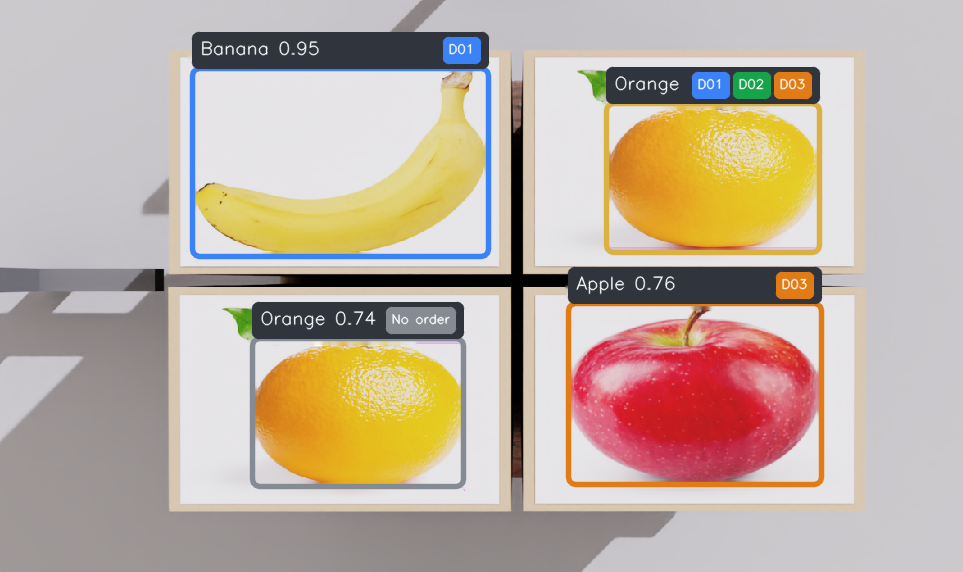 Banana 0.95 D01
Orange D01 D02 D03
Orange 0.74 No order
Apple 0.76 D03